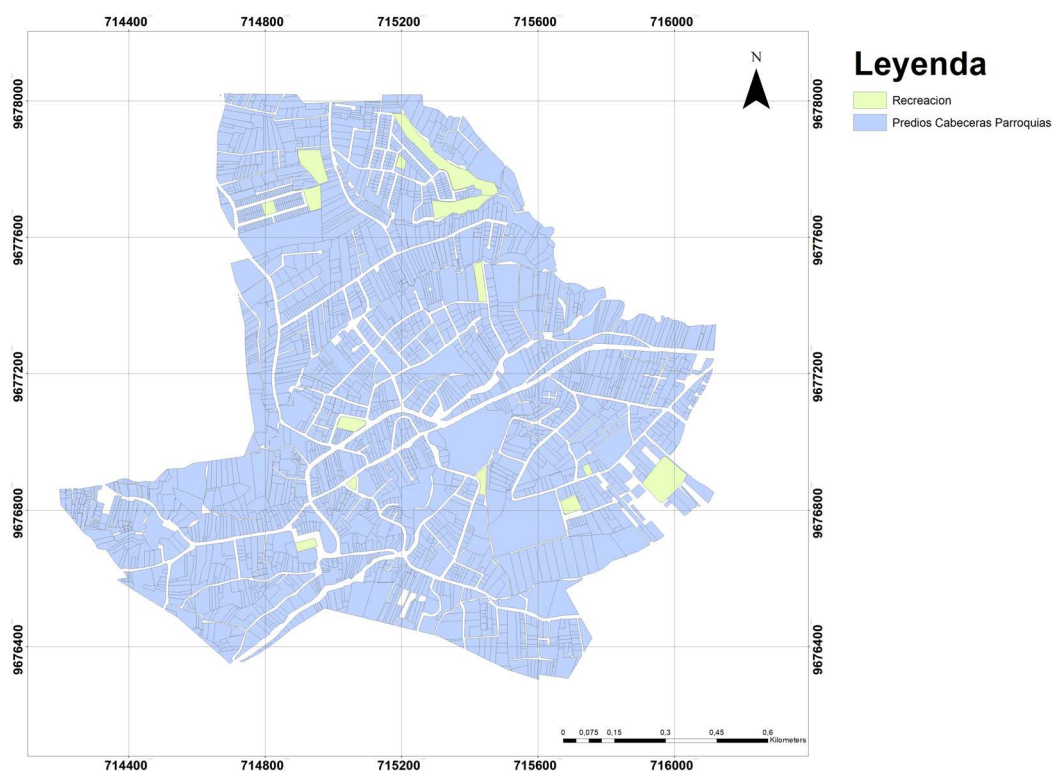 714400 714800 715200 715600 716000
N
Leyenda
Recreacion
Predios Cabeceras Parroquias
9678000 9678000
9677600 9677600
9677200 9677200
9676800 9676800
9676400 9676400
0 0,075 0,15 0,3 0,45 0,6
Kilometers
714400 714800 715200 715600 716000